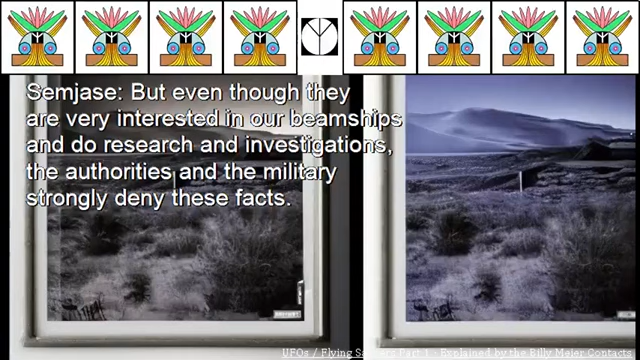 Semjase: But even though they
are very interested in our beamships
and do research and investigations,
the authorities and the military
strongly deny these facts.
UFOs / Flying Saucers Part 1 - Explained by the Billy Meier Contacts